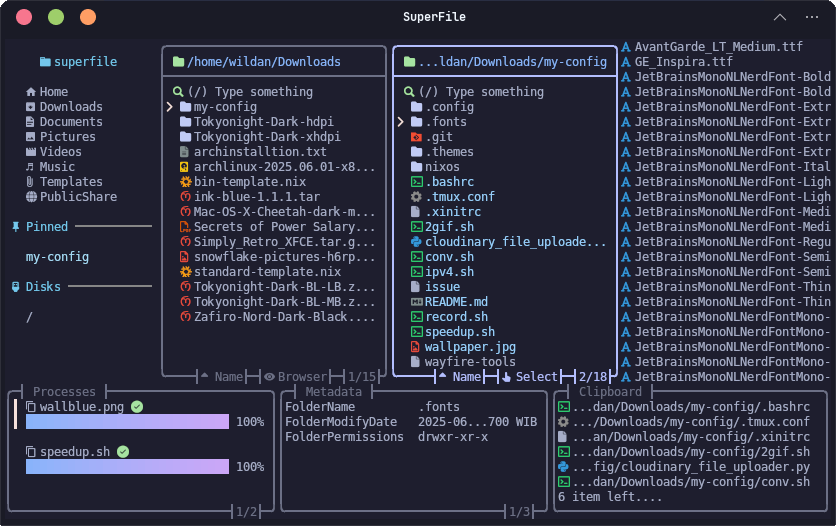 SuperFile
superfile
Home
Downloads
Documents
Pictures
Videos
Music
Templates
PublicShare
Pinned
my-config
Disks
/
/home/wildan/Downloads
(/) Type something
my-config
Tokyonight-Dark-hdpi
Tokyonight-Dark-xhdpi
archinstalltion.txt
archlinux-2025.06.01-x8...
bin-template.nix
ink-blue-1.1.1.tar
Mac-OS-X-Cheetah-dark-m...
Secrets of Power Salary...
Simply_Retro_XFCE.tar.g...
snowflake-pictures-h6rp...
standard-template.nix
Tokyonight-Dark-BL-LB.z...
Tokyonight-Dark-BL-MB.z...
Zafiro-Nord-Dark-Black....
Name Browser 1/15
...ldan/Downloads/my-config
(/) Type something
.config
.fonts
.git
.themes
nixos
.bashrc
.tmux.conf
.xinitrc
2gif.sh
cloudinary_file_uploade...
conv.sh
ipv4.sh
issue
README.md
record.sh
speedup.sh
wallpaper.jpg
wayfire-tools
Name Select 2/18
AvantGarde_LT_Medium.ttf
GE_Inspira.ttf
JetBrainsMonoNLNerdFont-Bold
JetBrainsMonoNLNerdFont-Bold
JetBrainsMonoNLNerdFont-Extr
JetBrainsMonoNLNerdFont-Extr
JetBrainsMonoNLNerdFont-Extr
JetBrainsMonoNLNerdFont-Extr
JetBrainsMonoNLNerdFont-Ital
JetBrainsMonoNLNerdFont-Ligh
JetBrainsMonoNLNerdFont-Ligh
JetBrainsMonoNLNerdFont-Medi
JetBrainsMonoNLNerdFont-Medi
JetBrainsMonoNLNerdFont-Regu
JetBrainsMonoNLNerdFont-Semi
JetBrainsMonoNLNerdFont-Semi
JetBrainsMonoNLNerdFont-Thin
JetBrainsMonoNLNerdFont-Thin
JetBrainsMonoNLNerdFontMono-
JetBrainsMonoNLNerdFontMono-
JetBrainsMonoNLNerdFontMono-
JetBrainsMonoNLNerdFontMono-
JetBrainsMonoNLNerdFontMono-
Processes
wallblue.png
100%
speedup.sh
100%
1/2
Metadata
FolderName .fonts
FolderModifyDate 2025-06...700 WIB
FolderPermissions drwxr-xr-x
1/3
Clipboard
...dan/Downloads/my-config/.bashrc
.../Downloads/my-config/.tmux.conf
...an/Downloads/my-config/.xinitrc
...dan/Downloads/my-config/2gif.sh
...fig/cloudinary_file_uploader.py
...dan/Downloads/my-config/conv.sh
6 item left....